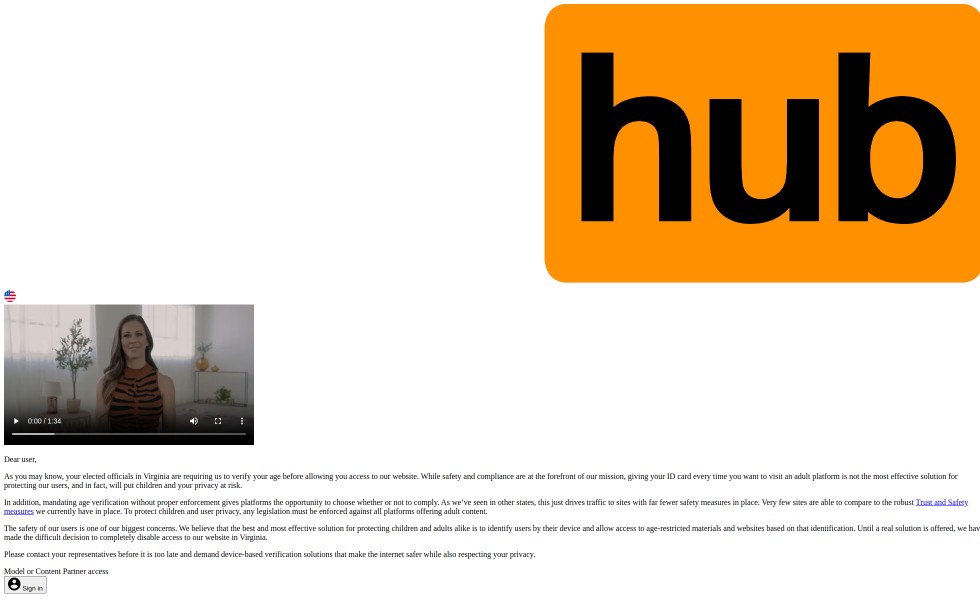 hub
0:00 / 1:34
Dear user,
As you may know, your elected officials in Virginia are requiring us to verify your age before allowing you access to our website. While safety and compliance are at the forefront of our mission, giving your ID card every time you want to visit an adult platform is not the most effective solution for
protecting our users, and in fact, will put children and your privacy at risk.
In addition, mandating age verification without proper enforcement gives platforms the opportunity to choose whether or not to comply. As we've seen in other states, this just drives traffic to sites with far fewer safety measures in place. Very few sites are able to compare to the robust Trust and Safety
measures we currently have in place. To protect children and user privacy, any legislation must be enforced against all platforms offering adult content.
The safety of our users is one of our biggest concerns. We believe that the best and most effective solution for protecting children and adults alike is to identify users by their device and allow access to age-restricted materials and websites based on that identification. Until a real solution is offered, we hav
made the difficult decision to completely disable access to our website in Virginia.
Please contact your representatives before it is too late and demand device-based verification solutions that make the internet safer while also respecting your privacy.
Model or Content Partner access
Sign in